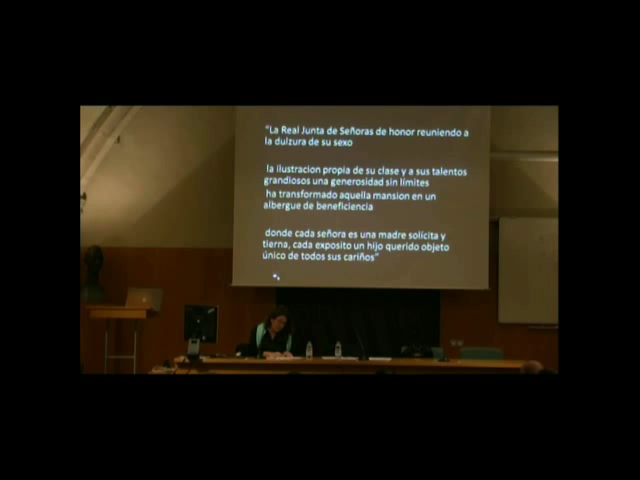 "La Real Junta de Señoras de honor reuniendo a
la dulzura de su sexo
la ilustracion propia de su clase y a sus talentos
grandiosos una generosidad sin límites
ha transformado aquella mansion en un
albergue de beneficiencia
donde cada señora es una madre solícita y
tierna, cada exposito un hijo querido objeto
único de todos sus cariños"